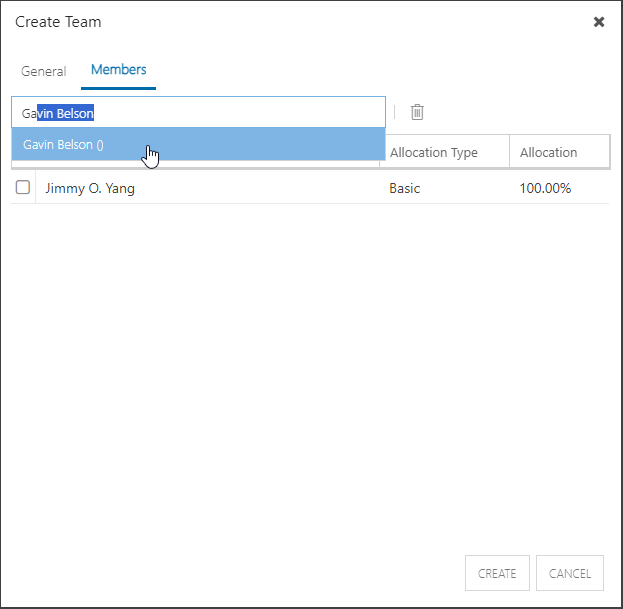 Create Team
General Members
Gavin Belson
Gavin Belson ()
Allocation Type Allocation
Jimmy O. Yang Basic 100.00%
CREATE CANCEL